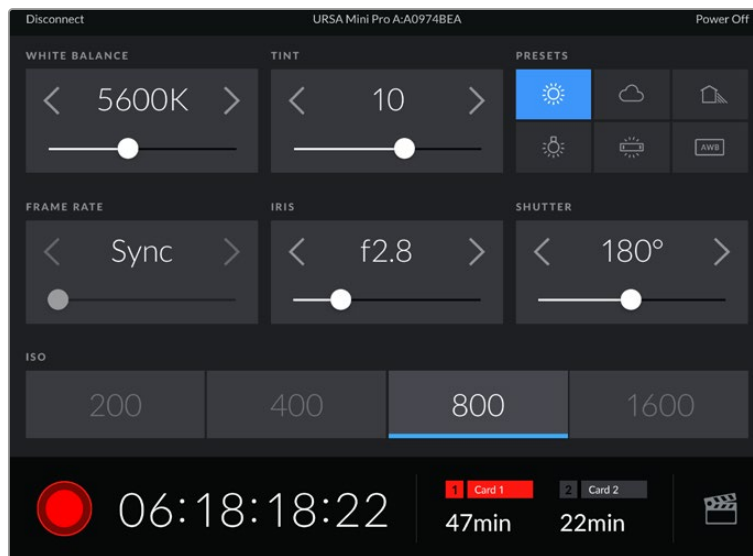 Disconnect URSA Mini Pro A:A0974BEA Power Off
WHITE BALANCE TINT PRESETS
5600K 10
AWB
FRAME RATE IRIS SHUTTER
Sync f2.8 180°
ISO
200 400 800 1600
06:18:18:22
1 Card 1 2 Card 2
47min 22min